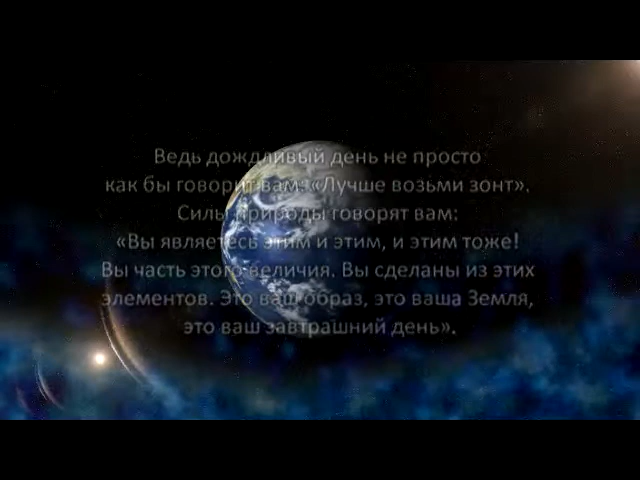 Ведь дождливый день не просто
как бы говорит вам: «Лучше возьми зонт».
Силы природы говорят вам:
«Вы являетесь этим и этим, и этим тоже!
Вы часть этого величия. Вы сделаны из этих
элементов. Это ваш образ, это ваша Земля,
это ваш завтрашний день».